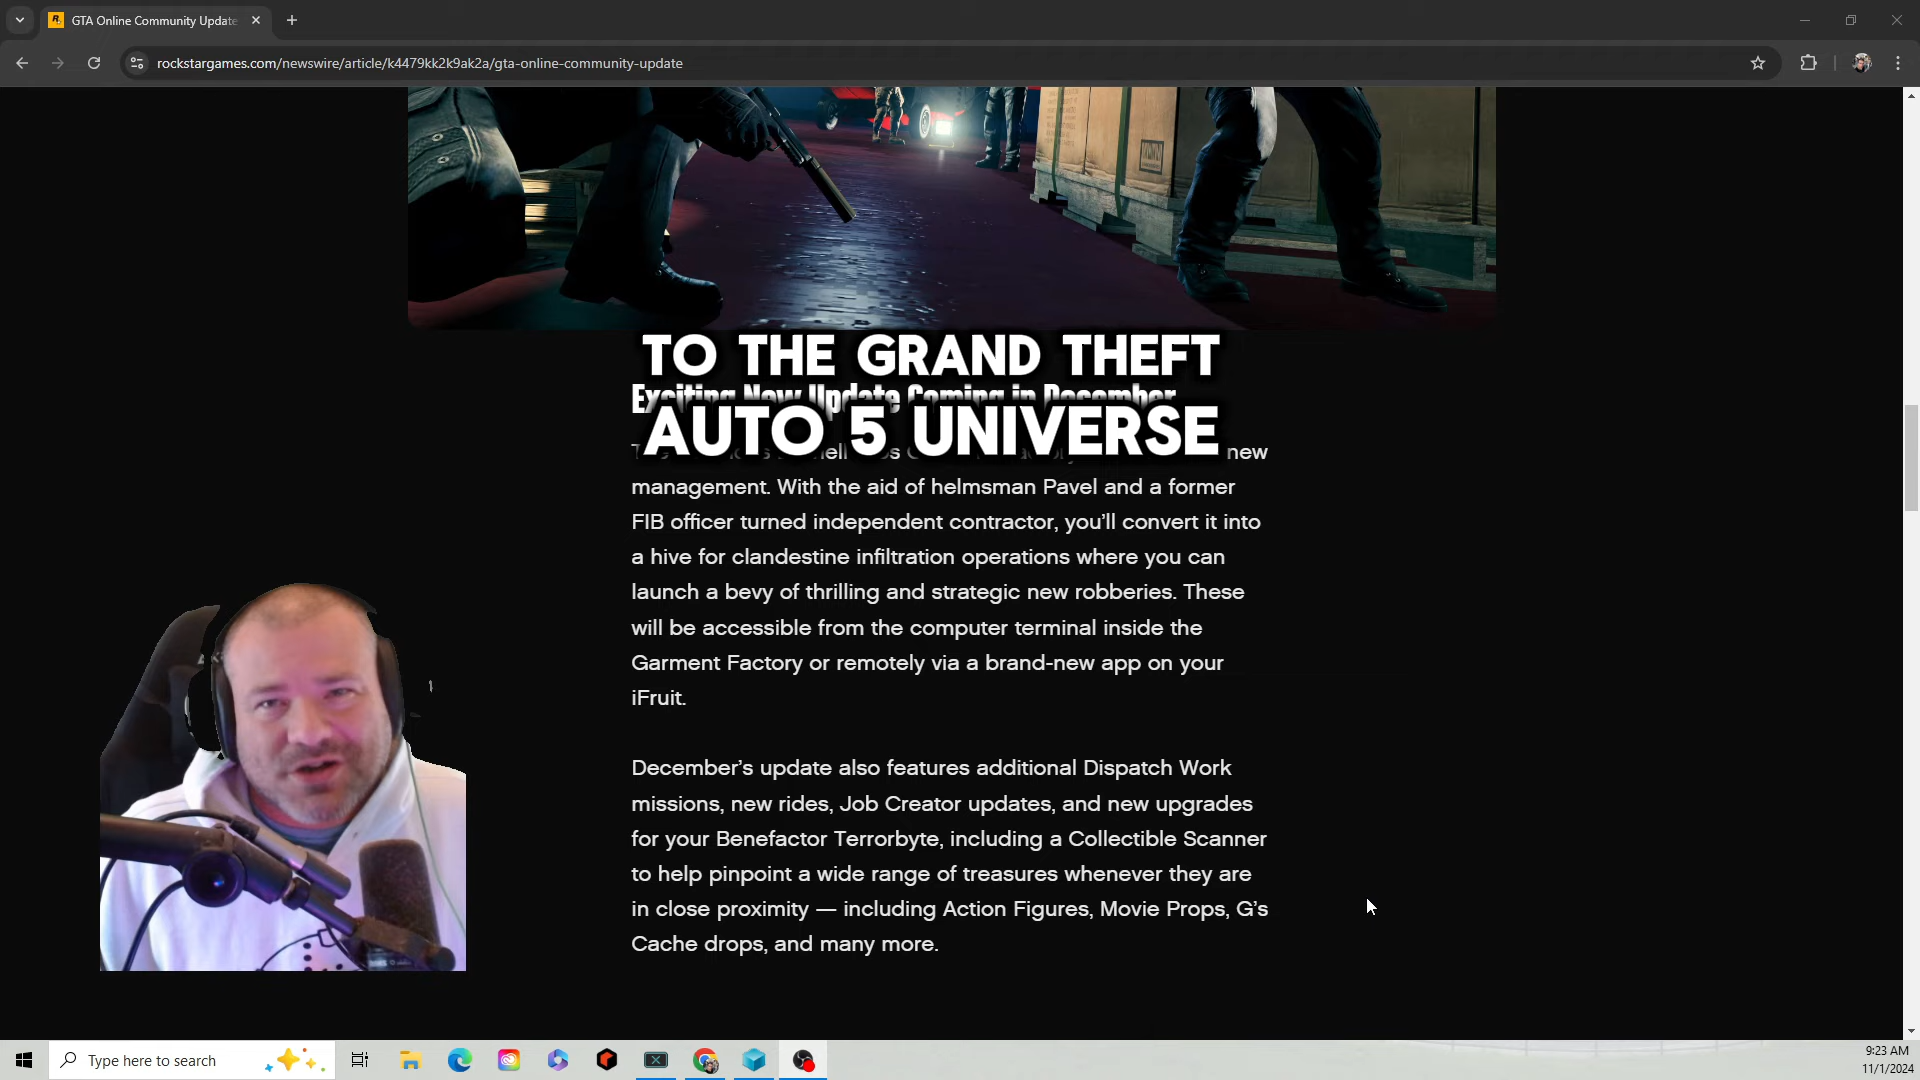 GTA Online Community Update
rockstargames.com/newswire/article/k4479kk2k9ak2a/gta-online-community-update
TO THE GRAND THEFT
Exciting New Update Coming in December
AUTO 5 UNIVERSE
new
management. With the aid of helmsman Pavel and a former
FIB officer turned independent contractor, you’ll convert it into
a hive for clandestine infiltration operations where you can
launch a bevy of thrilling and strategic new robberies. These
will be accessible from the computer terminal inside the
Garment Factory or remotely via a brand-new app on your
iFruit.
December’s update also features additional Dispatch Work
missions, new rides, Job Creator updates, and new upgrades
for your Benefactor Terrorbyte, including a Collectible Scanner
to help pinpoint a wide range of treasures whenever they are
in close proximity — including Action Figures, Movie Props, G’s
Cache drops, and many more.
Type here to search
9:23 AM
11/1/2024